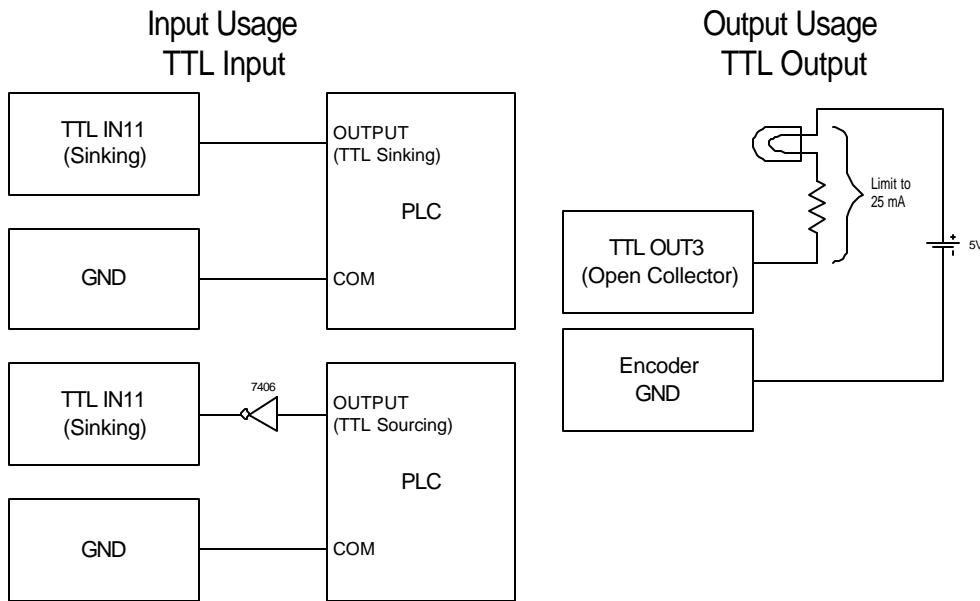 Input Usage
TTL Input
TTL IN11
(Sinking)
OUTPUT
(TTL Sinking)
PLC
GND
COM
TTL IN11
(Sinking)
7406
OUTPUT
(TTL Sourcing)
PLC
GND
COM
Output Usage
TTL Output
Limit to
25 mA
TTL OUT3
(Open Collector)
+
5V
Encoder
GND